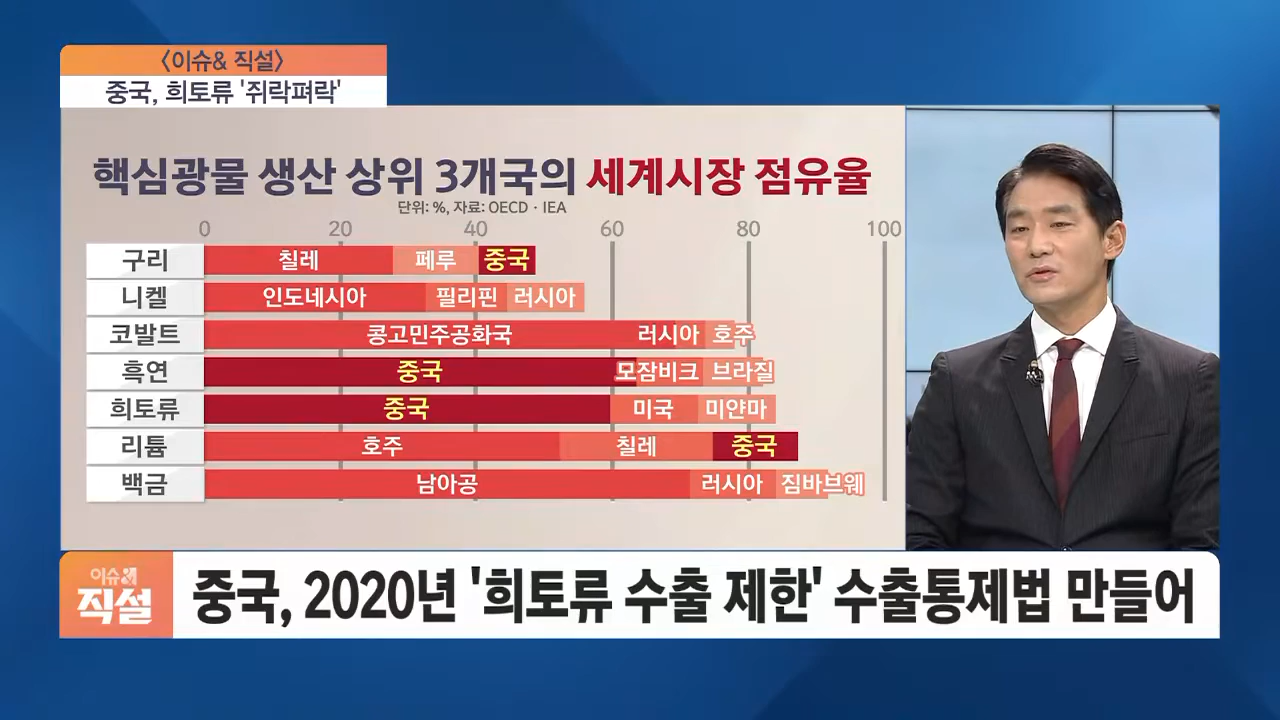 <이슈& 직설>
중국, 희토류 '쥐락펴락'
핵심광물 생산 상위 3개국의 세계시장 점유율
단위: %, 자료: OECD · IEA
0 20 40 60 80 100
구리 칠레 페루 중국
니켈 인도네시아 필리핀 러시아
코발트 콩고민주공화국 러시아 호주
흑연 중국 모잠비크 브라질
희토류 중국 미국 미얀마
리튬 호주 칠레 중국
백금 남아공 러시아 짐바브웨
이슈&
직설
중국, 2020년 '희토류 수출 제한' 수출통제법 만들어